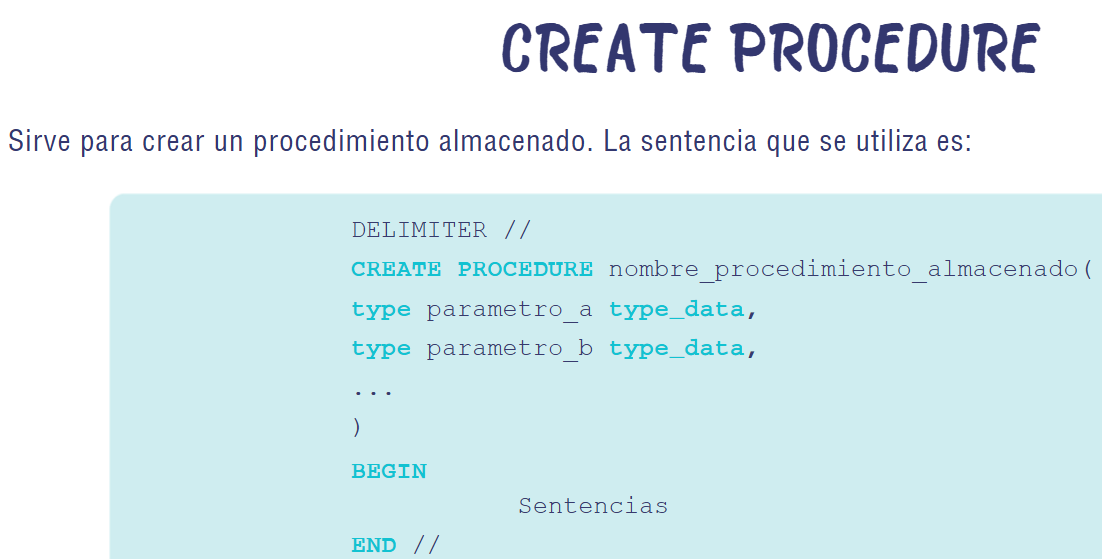 CREATE PROCEDURE
Sirve para crear un procedimiento almacenado. La sentencia que se utiliza es:
DELIMITER //
CREATE PROCEDURE nombre_procedimiento_almacenado(
type parametro_a type_data,
type parametro_b type_data,
...
)
BEGIN
Sentencias
END //